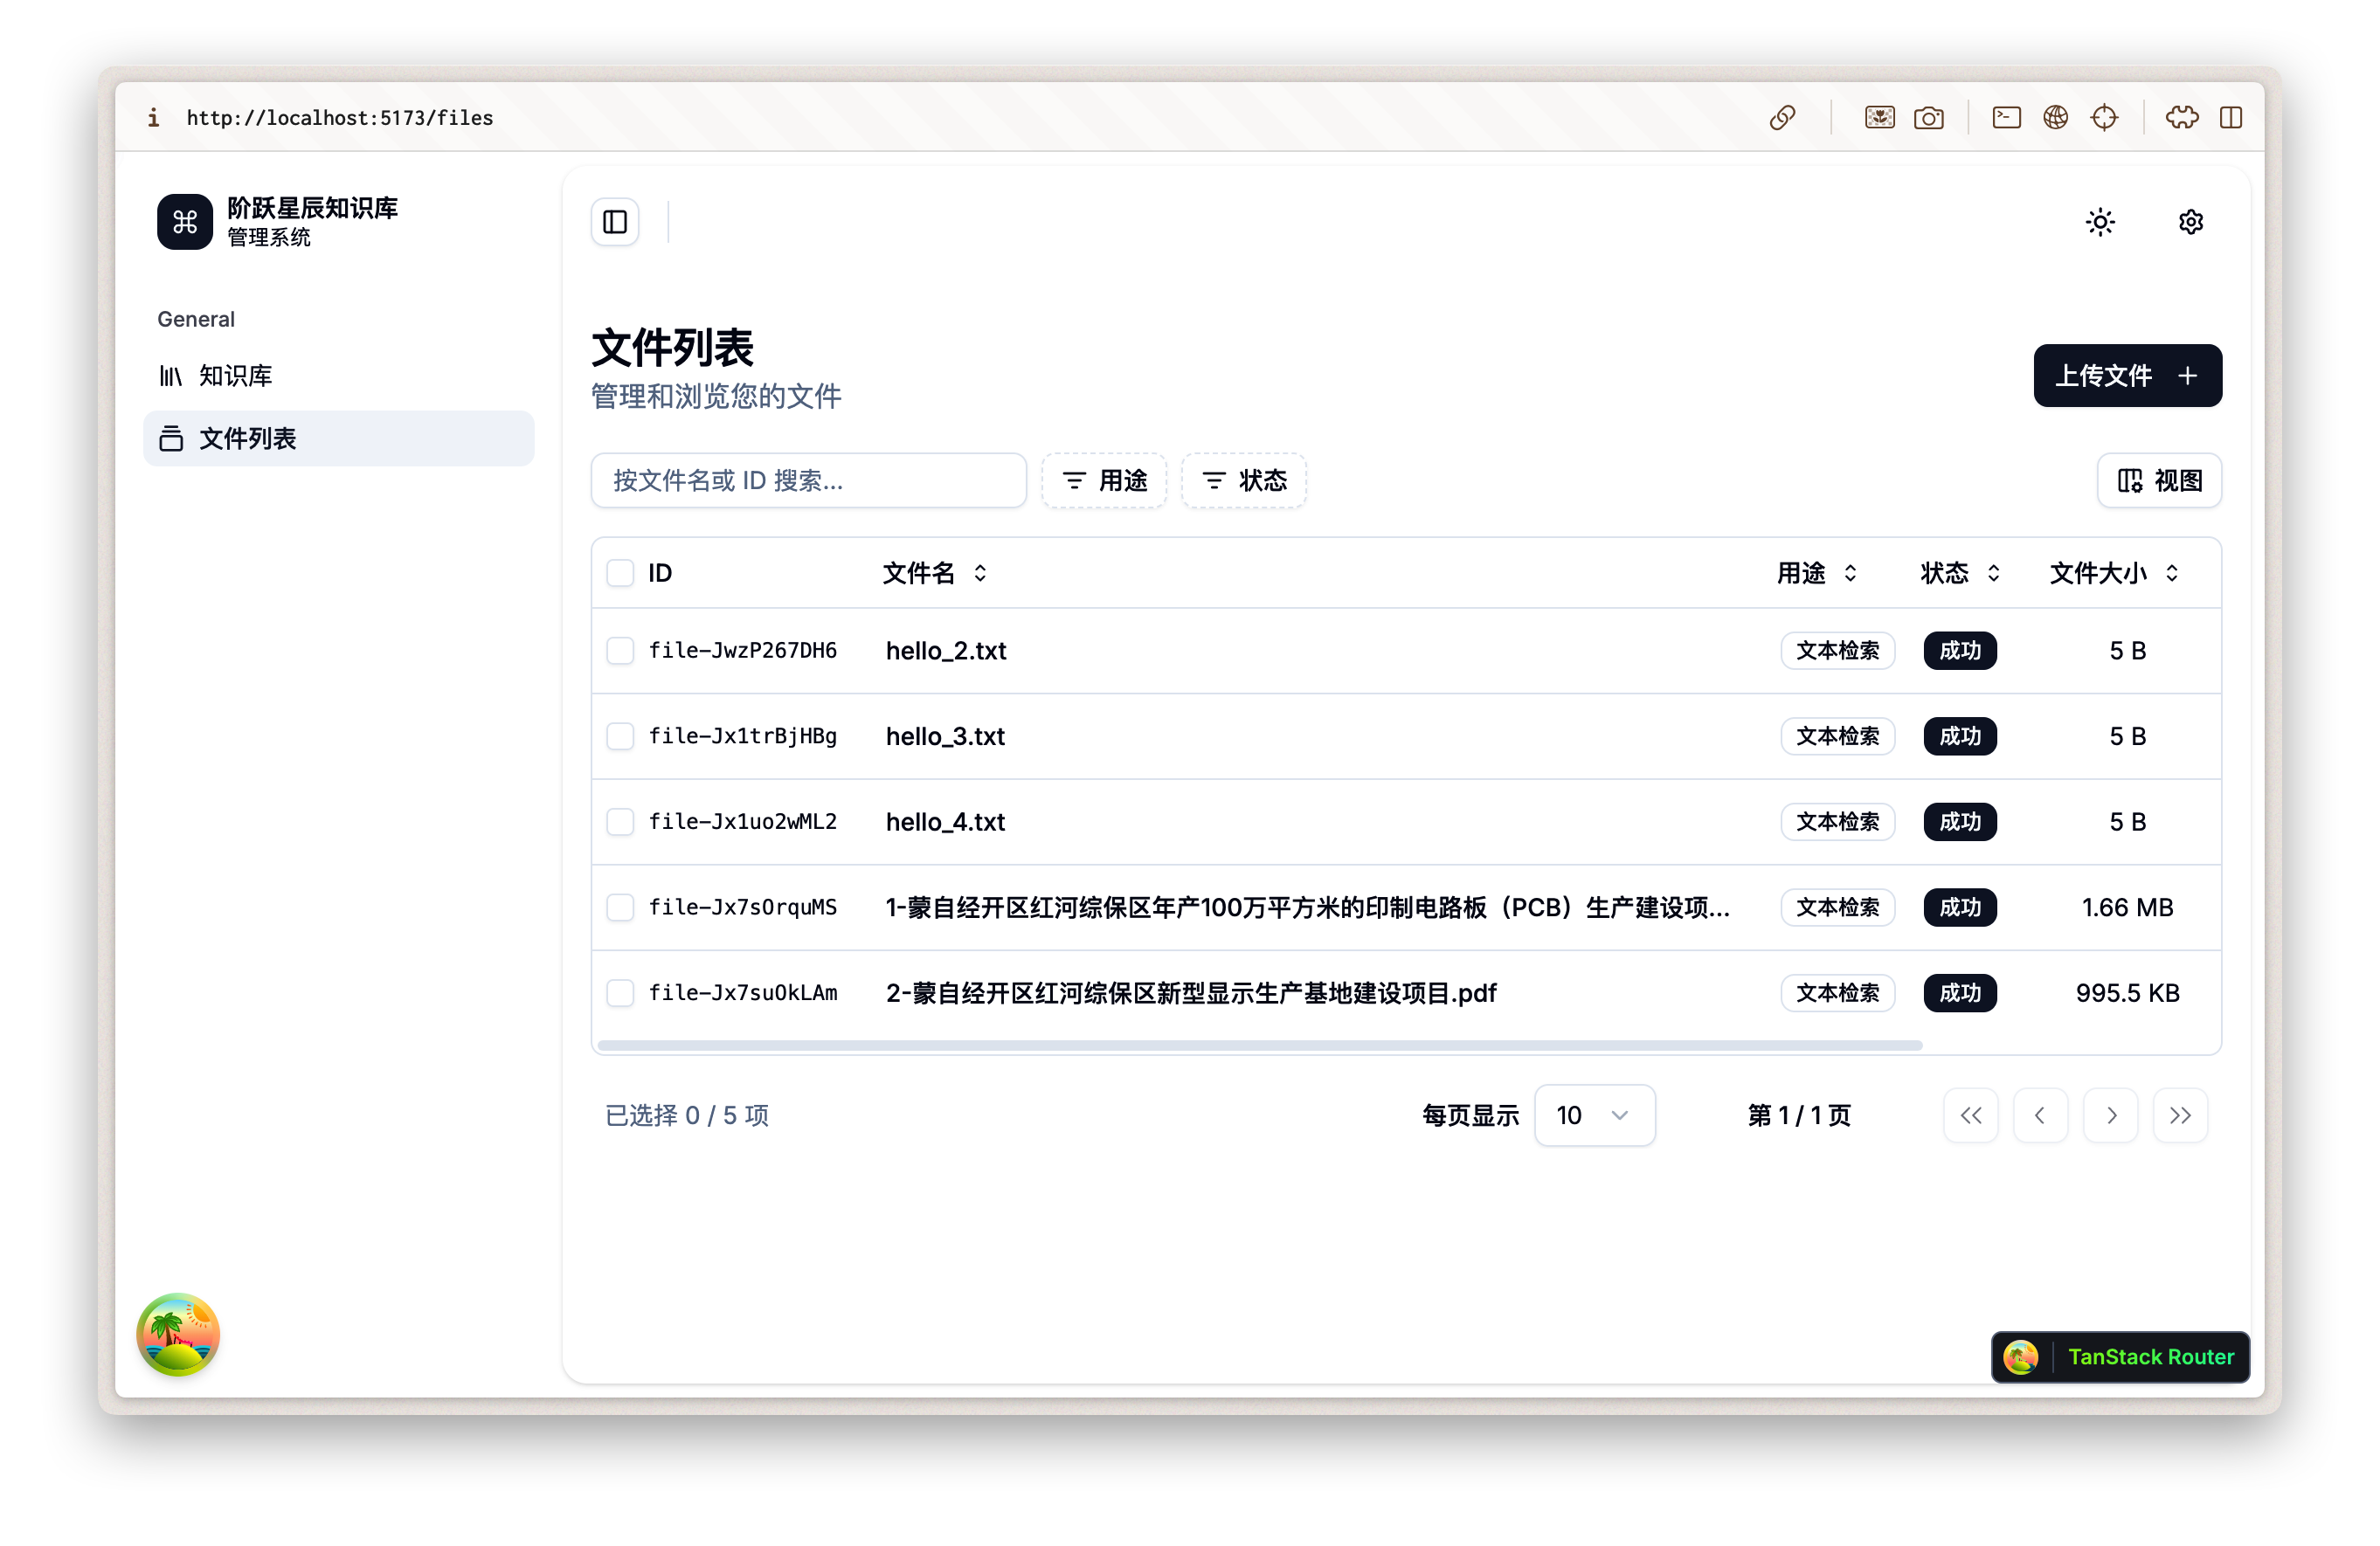 http://localhost:5173/files
阶跃星辰知识库
管理系统
General
知识库
文件列表
文件列表
管理和浏览您的文件
上传文件
按文件名或 ID 搜索...
用途
状态
视图
ID 文件名 用途 状态 文件大小
file-JwzP267DH6 hello_2.txt 文本检索 成功 5 B
file-Jx1trBjHBg hello_3.txt 文本检索 成功 5 B
file-Jx1uo2wML2 hello_4.txt 文本检索 成功 5 B
file-Jx7sOrquMS 1-蒙自经开区红河综保区年产100万平方米的印制电路板（PCB）生产建设项... 文本检索 成功 1.66 MB
file-Jx7suOkLAm 2-蒙自经开区红河综保区新型显示生产基地建设项目.pdf 文本检索 成功 995.5 KB
已选择 0 / 5 项
每页显示 10
第 1 / 1 页
TanStack Router